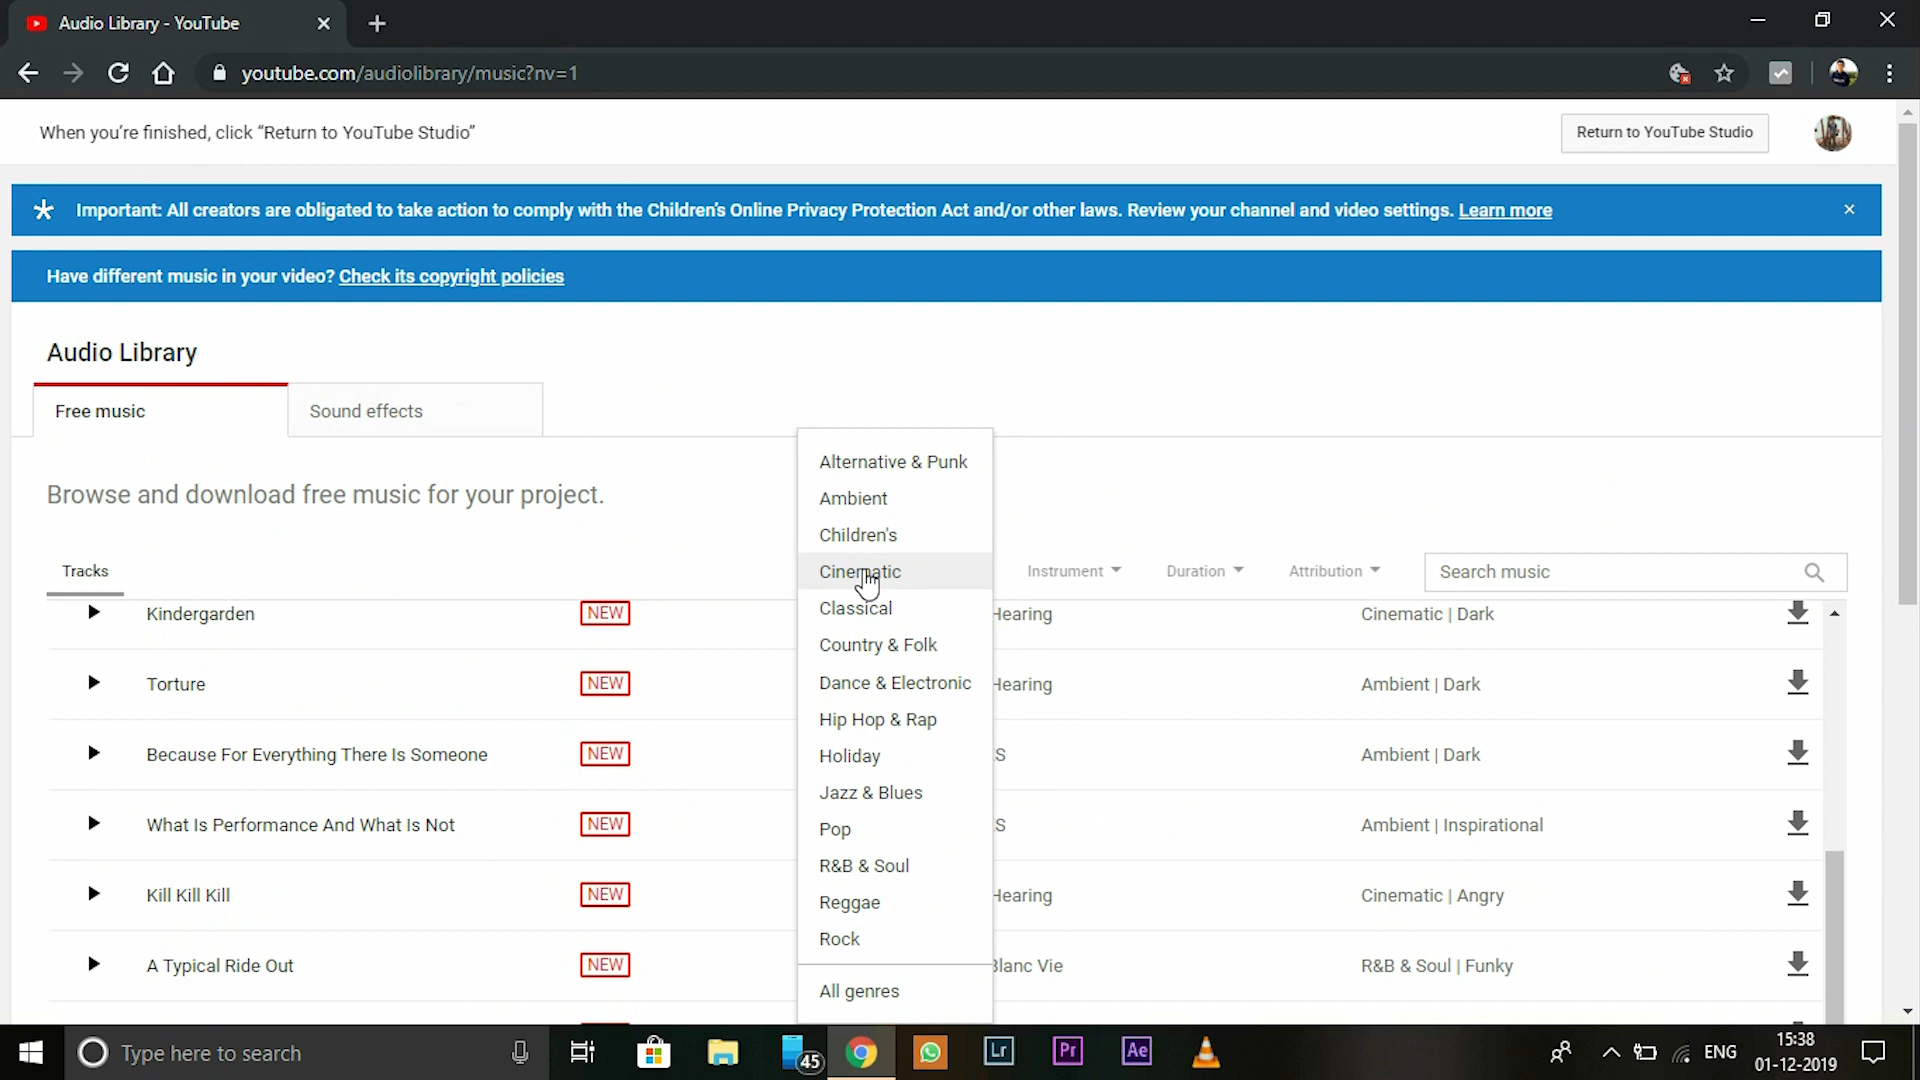 Audio Library - YouTube
youtube.com/audiolibrary/music?nv=1
When you're finished, click “Return to YouTube Studio”
Return to YouTube Studio
Important: All creators are obligated to take action to comply with the Children's Online Privacy Protection Act and/or other laws. Review your channel and video settings. Learn more
Have different music in your video? Check its copyright policies
Audio Library
Free music
Sound effects
Browse and download free music for your project.
Tracks
Instrument
Duration
Attribution
Search music
Alternative & Punk
Ambient
Children's
Cinematic
Classical
Country & Folk
Dance & Electronic
Hip Hop & Rap
Holiday
Jazz & Blues
Pop
R&B & Soul
Reggae
Rock
All genres
Kindergarden NEW Hearing Cinematic | Dark
Torture NEW Hearing Ambient | Dark
Because For Everything There Is Someone NEW S Ambient | Dark
What Is Performance And What Is Not NEW S Ambient | Inspirational
Kill Kill Kill NEW Hearing Cinematic | Angry
A Typical Ride Out NEW Blanc Vie R&B & Soul | Funky
Type here to search
45
Lr
Pr
Ae
ENG
15:38
01-12-2019